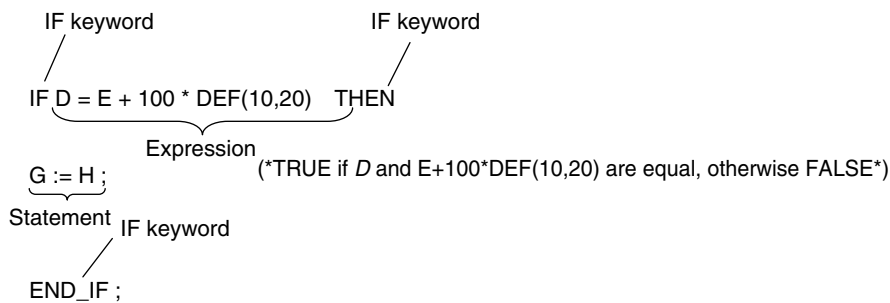 IF keyword IF keyword
IF D = E + 100 * DEF(10,20) THEN
Expression
(*TRUE if D and E+100*DEF(10,20) are equal, otherwise FALSE*)
G := H ;
Statement
IF keyword
END_IF ;